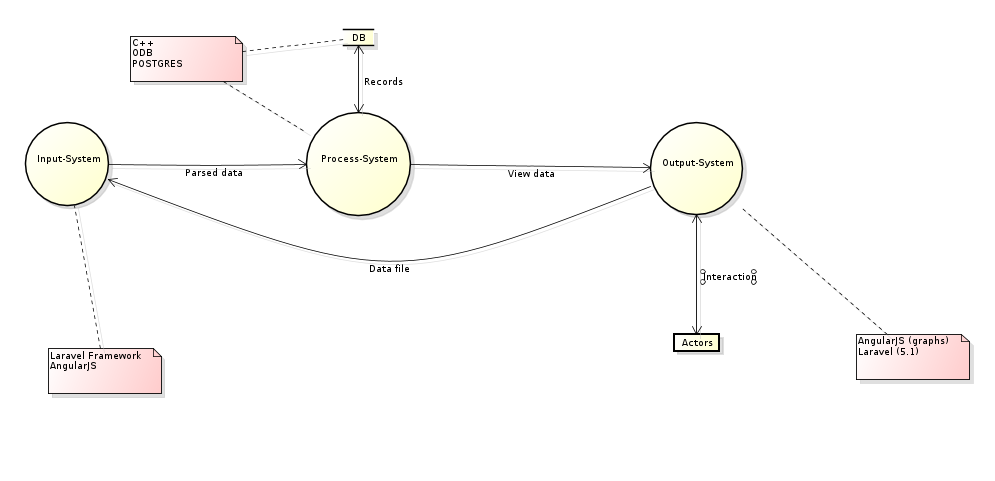 C++
ODB
POSTGRES
DB
Records
Input-System
Process-System
Output-System
Parsed data
View data
Data file
Interaction
Actors
Laravel Framework
AngularJS
AngularJS (graphs)
Laravel (5.1)